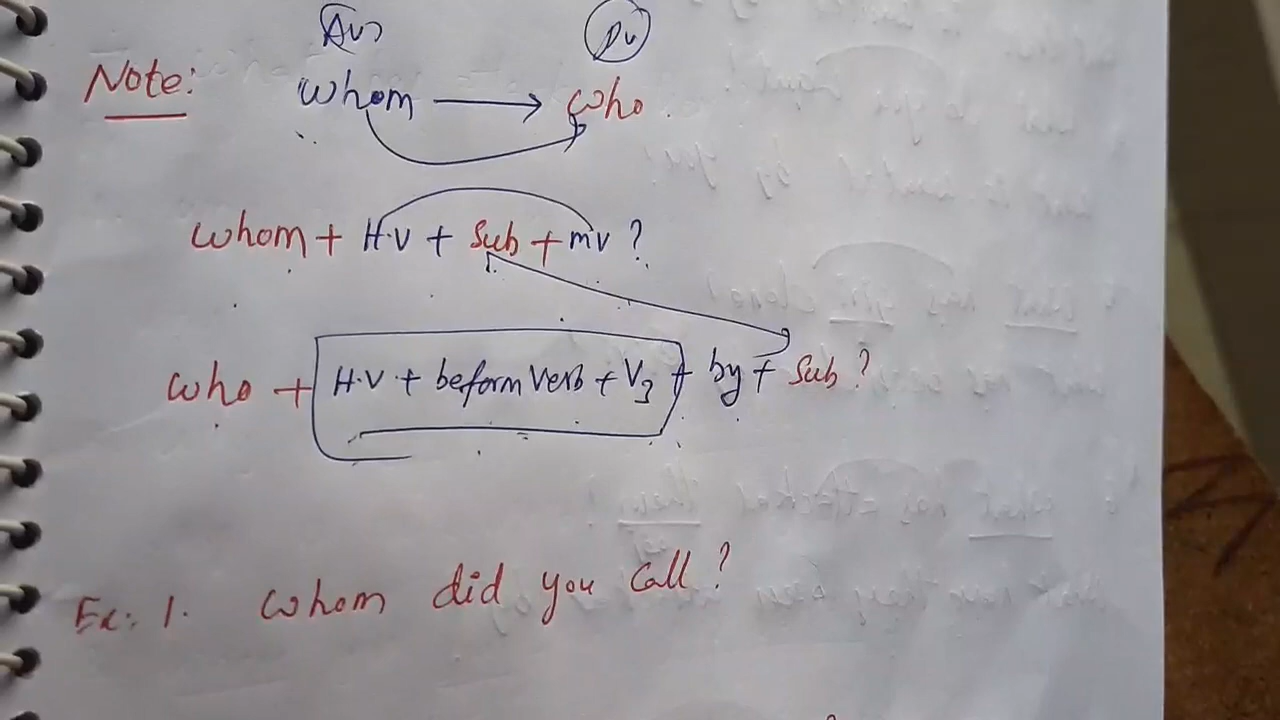 AV PV
Note: whom → who
whom + H.V + Sub + mv ?
who + H.V + beform Verb + V3 + by + Sub ?
Ex: 1. Whom did you Call ?